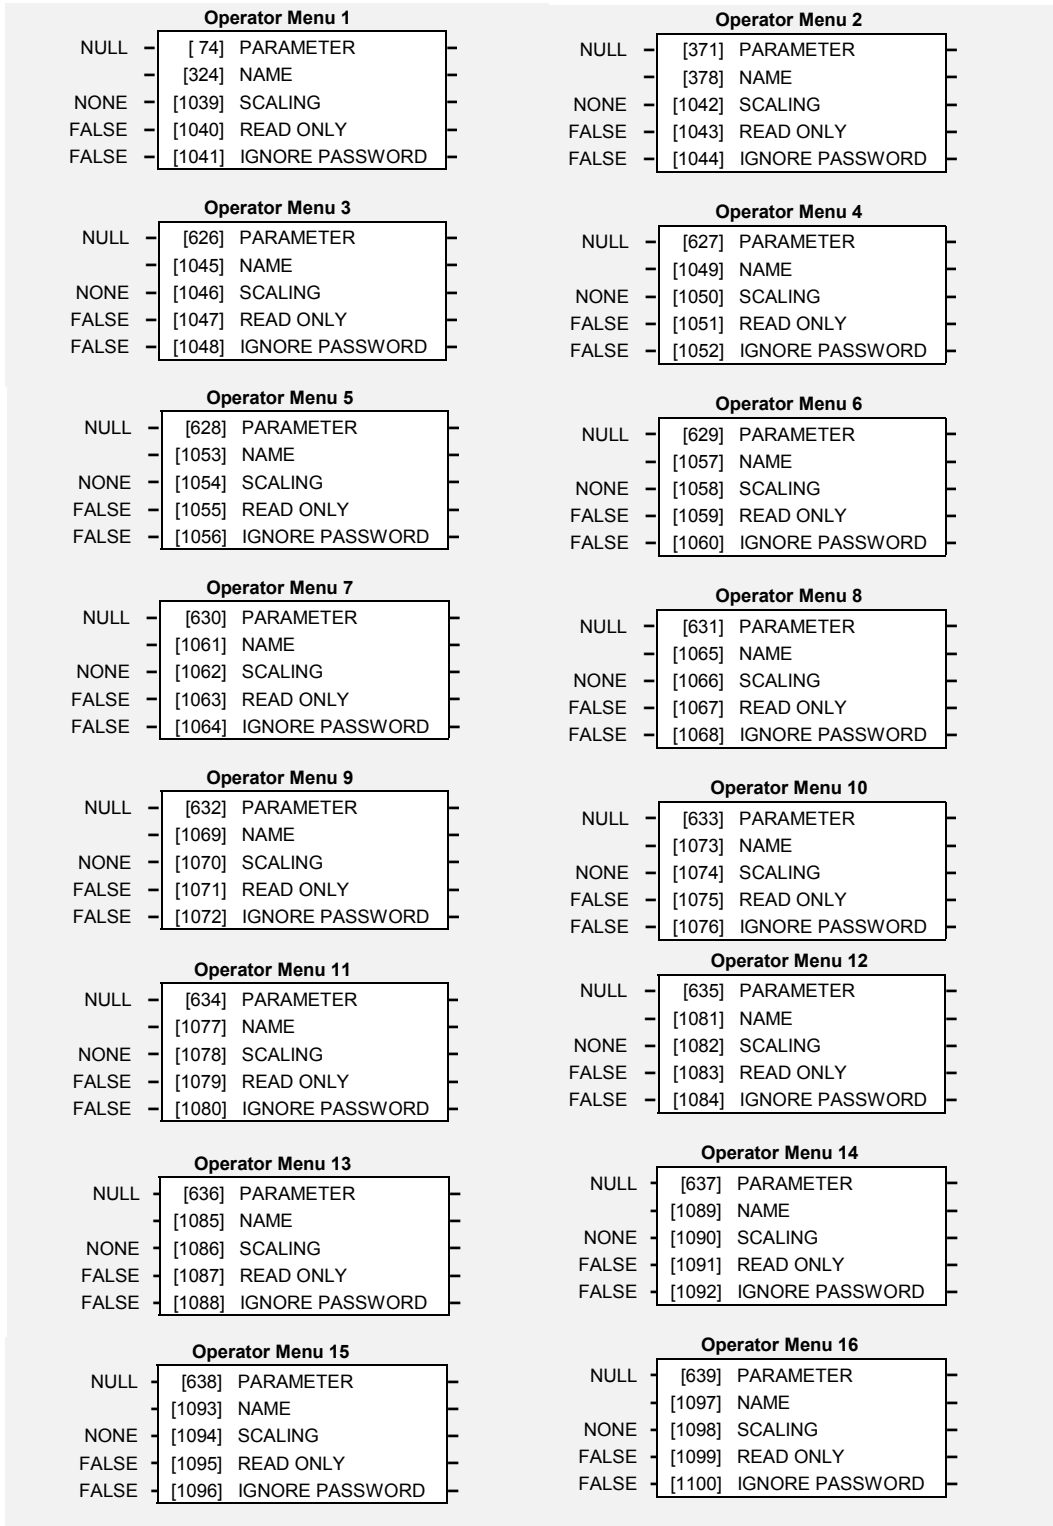 Operator Menu 1
NULL [ 74] PARAMETER
[324] NAME
NONE [1039] SCALING
FALSE [1040] READ ONLY
FALSE [1041] IGNORE PASSWORD
Operator Menu 2
NULL [371] PARAMETER
[378] NAME
NONE [1042] SCALING
FALSE [1043] READ ONLY
FALSE [1044] IGNORE PASSWORD
Operator Menu 3
NULL [626] PARAMETER
[1045] NAME
NONE [1046] SCALING
FALSE [1047] READ ONLY
FALSE [1048] IGNORE PASSWORD
Operator Menu 4
NULL [627] PARAMETER
[1049] NAME
NONE [1050] SCALING
FALSE [1051] READ ONLY
FALSE [1052] IGNORE PASSWORD
Operator Menu 5
NULL [628] PARAMETER
[1053] NAME
NONE [1054] SCALING
FALSE [1055] READ ONLY
FALSE [1056] IGNORE PASSWORD
Operator Menu 6
NULL [629] PARAMETER
[1057] NAME
NONE [1058] SCALING
FALSE [1059] READ ONLY
FALSE [1060] IGNORE PASSWORD
Operator Menu 7
NULL [630] PARAMETER
[1061] NAME
NONE [1062] SCALING
FALSE [1063] READ ONLY
FALSE [1064] IGNORE PASSWORD
Operator Menu 8
NULL [631] PARAMETER
[1065] NAME
NONE [1066] SCALING
FALSE [1067] READ ONLY
FALSE [1068] IGNORE PASSWORD
Operator Menu 9
NULL [632] PARAMETER
[1069] NAME
NONE [1070] SCALING
FALSE [1071] READ ONLY
FALSE [1072] IGNORE PASSWORD
Operator Menu 10
NULL [633] PARAMETER
[1073] NAME
NONE [1074] SCALING
FALSE [1075] READ ONLY
FALSE [1076] IGNORE PASSWORD
Operator Menu 11
NULL [634] PARAMETER
[1077] NAME
NONE [1078] SCALING
FALSE [1079] READ ONLY
FALSE [1080] IGNORE PASSWORD
Operator Menu 12
NULL [635] PARAMETER
[1081] NAME
NONE [1082] SCALING
FALSE [1083] READ ONLY
FALSE [1084] IGNORE PASSWORD
Operator Menu 13
NULL [636] PARAMETER
[1085] NAME
NONE [1086] SCALING
FALSE [1087] READ ONLY
FALSE [1088] IGNORE PASSWORD
Operator Menu 14
NULL [637] PARAMETER
[1089] NAME
NONE [1090] SCALING
FALSE [1091] READ ONLY
FALSE [1092] IGNORE PASSWORD
Operator Menu 15
NULL [638] PARAMETER
[1093] NAME
NONE [1094] SCALING
FALSE [1095] READ ONLY
FALSE [1096] IGNORE PASSWORD
Operator Menu 16
NULL [639] PARAMETER
[1097] NAME
NONE [1098] SCALING
FALSE [1099] READ ONLY
FALSE [1100] IGNORE PASSWORD